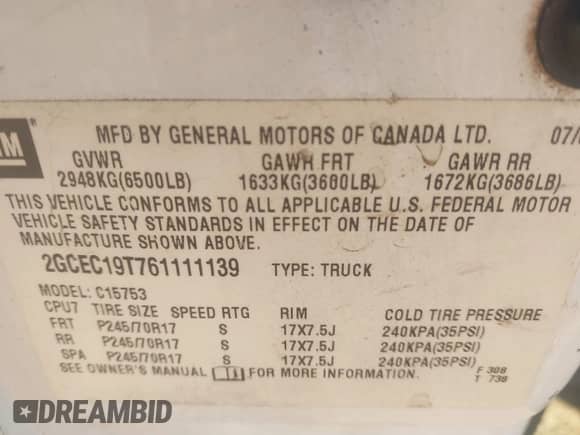 GM®
MFD BY GENERAL MOTORS OF CANADA LTD. 07/
GVWR GAWR FRT GAWR RR
2948KG(6500LB) 1633KG(3600LB) 1672KG(3686LB)
THIS VEHICLE CONFORMS TO ALL APPLICABLE U.S. FEDERAL MOTOR
VEHICLE SAFETY STANDARDS IN EFFECT ON THE DATE OF
MANUFACTURE SHOWN ABOVE.
2GCEC19T761111139 TYPE: TRUCK
MODEL: C15753
CPU7 TIRE SIZE SPEED RTG RIM COLD TIRE PRESSURE
FRT P245/70R17 S 17X7.5J 240KPA(35PSI)
RR P245/70R17 S 17X7.5J 240KPA(35PSI)
SPA P245/70R17 S 17X7.5J 240KPA(35PSI)
SEE OWNER'S MANUAL FOR MORE INFORMATION. F 308
T 738
DREAMBID